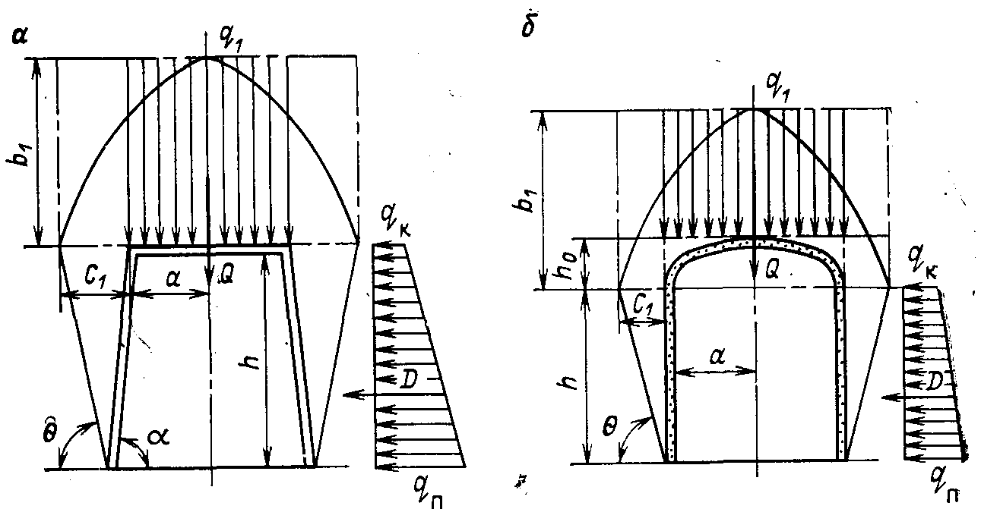 а
q₁
b₁
C₁
a
Q
h
θ
α
D
qк
qп
б
q₁
b₁
h₀
C₁
Q
a
h
θ
D
qк
qп